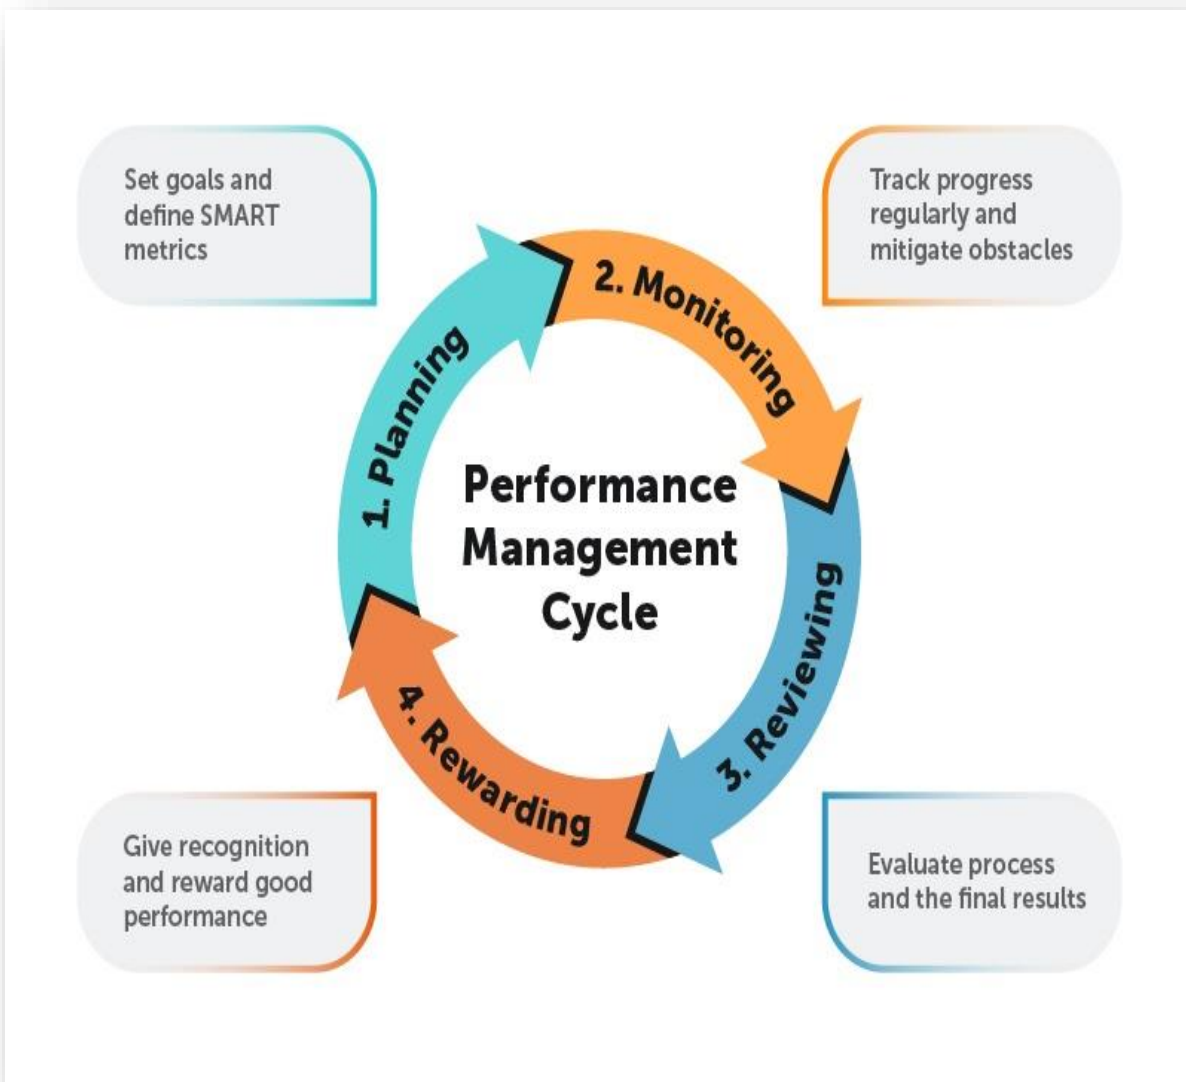 Set goals and
define SMART
metrics
Track progress
regularly and
mitigate obstacles
1. Planning
2. Monitoring
Performance
Management
Cycle
3. Reviewing
4. Rewarding
Give recognition
and reward good
performance
Evaluate process
and the final results